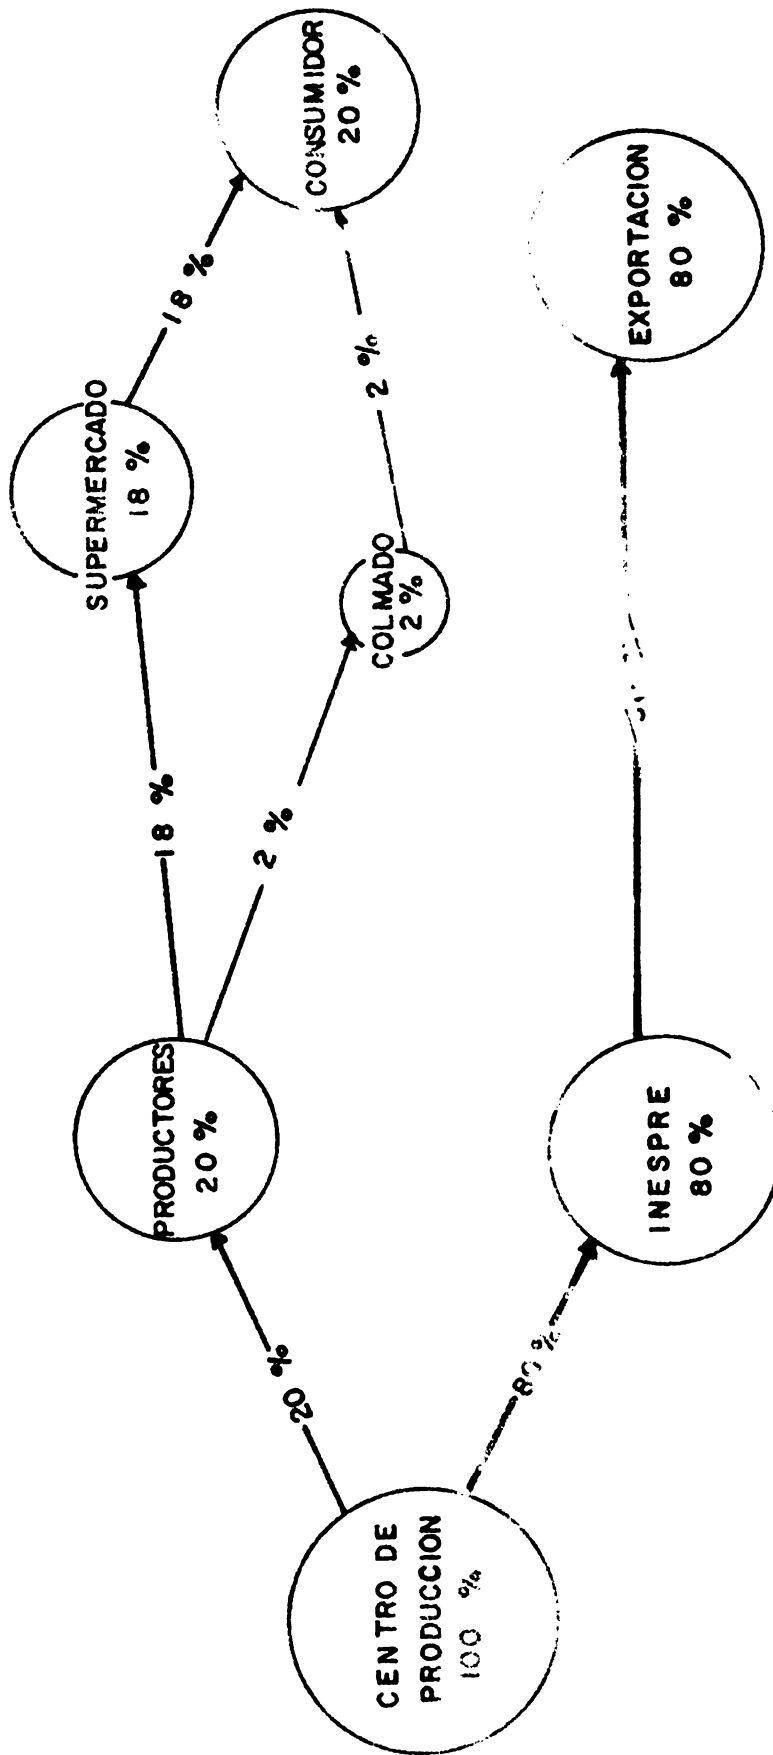 CENTRO DE
PRODUCCION
100 %
20 %
80 %
PRODUCTORES
20 %
INESPRE
80 %
18 %
2 %
SUPERMERCADO
18 %
COLMADO
2 %
18 %
2 %
CONSUMIDOR
20 %
EXPORTACION
80 %